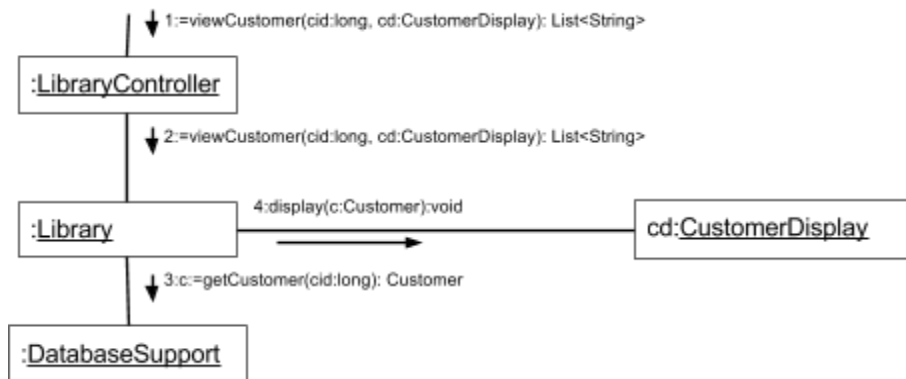 1:=viewCustomer(cid:long, cd:CustomerDisplay): List<String>
:LibraryController
2:=viewCustomer(cid:long, cd:CustomerDisplay): List<String>
4:display(c:Customer):void
:Library
cd:CustomerDisplay
3:c:=getCustomer(cid:long): Customer
:DatabaseSupport